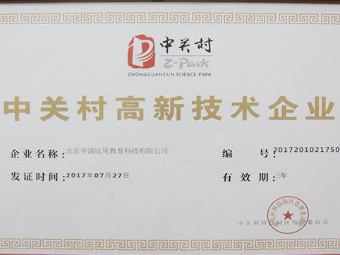 中关村
Z-Park
ZHONGGUANCUN SCIENCE PARK
中关村高新技术企业
企业名称: 北京华清远见教育科技有限公司 编 号: 2017201021750
发证时间: 2017年07月27日 有 效 期: 三年